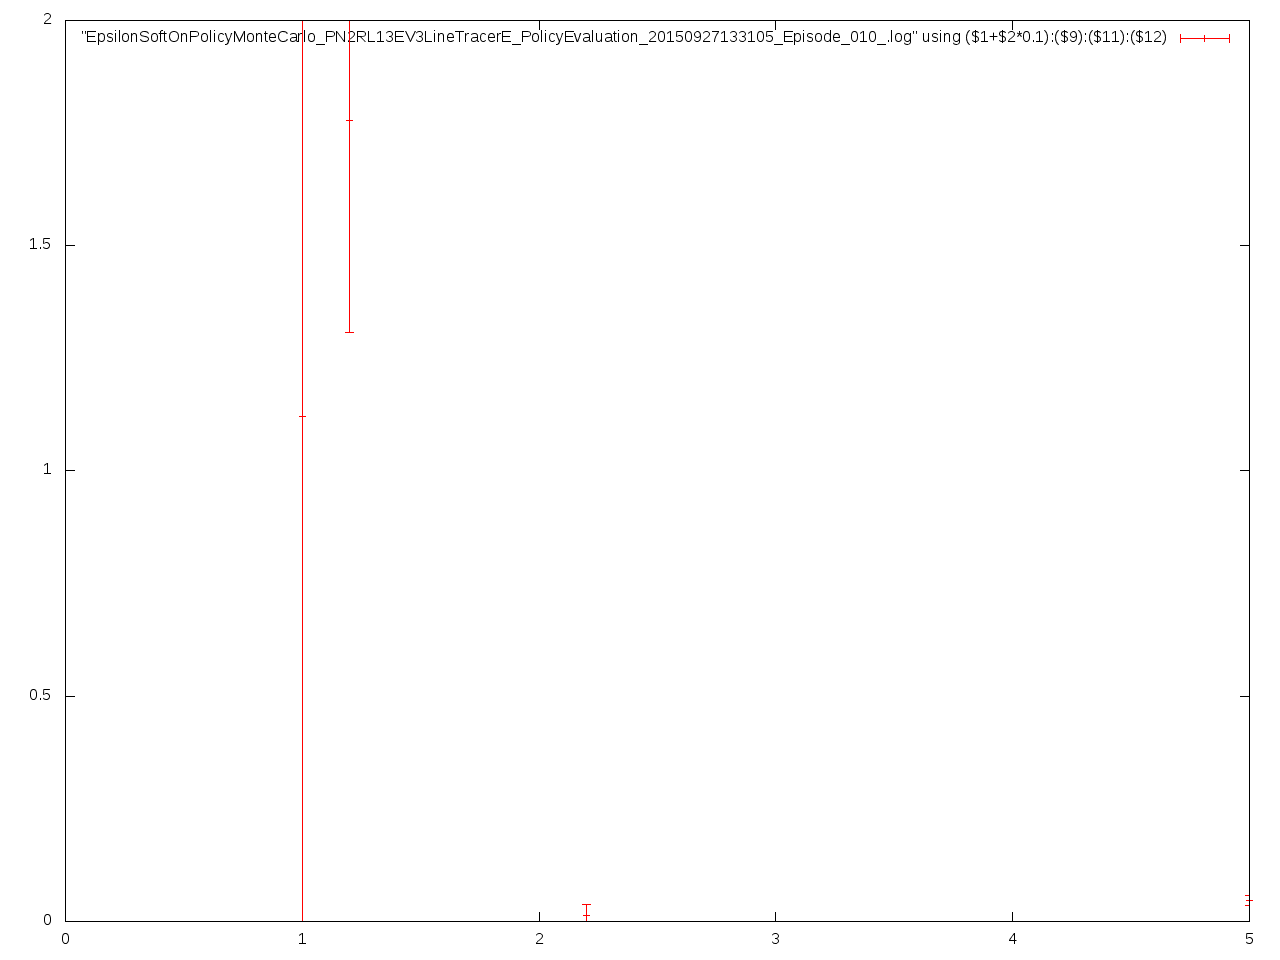 2
"EpsilonSoftOnPolicyMonteCarlo_PN2RL13EV3LineTracerE_PolicyEvaluation_20150927133105_Episode_010_.log" using ($1+$2*0.1):($9):($11):($12)
1.5
1
0.5
0
0 1 2 3 4 5